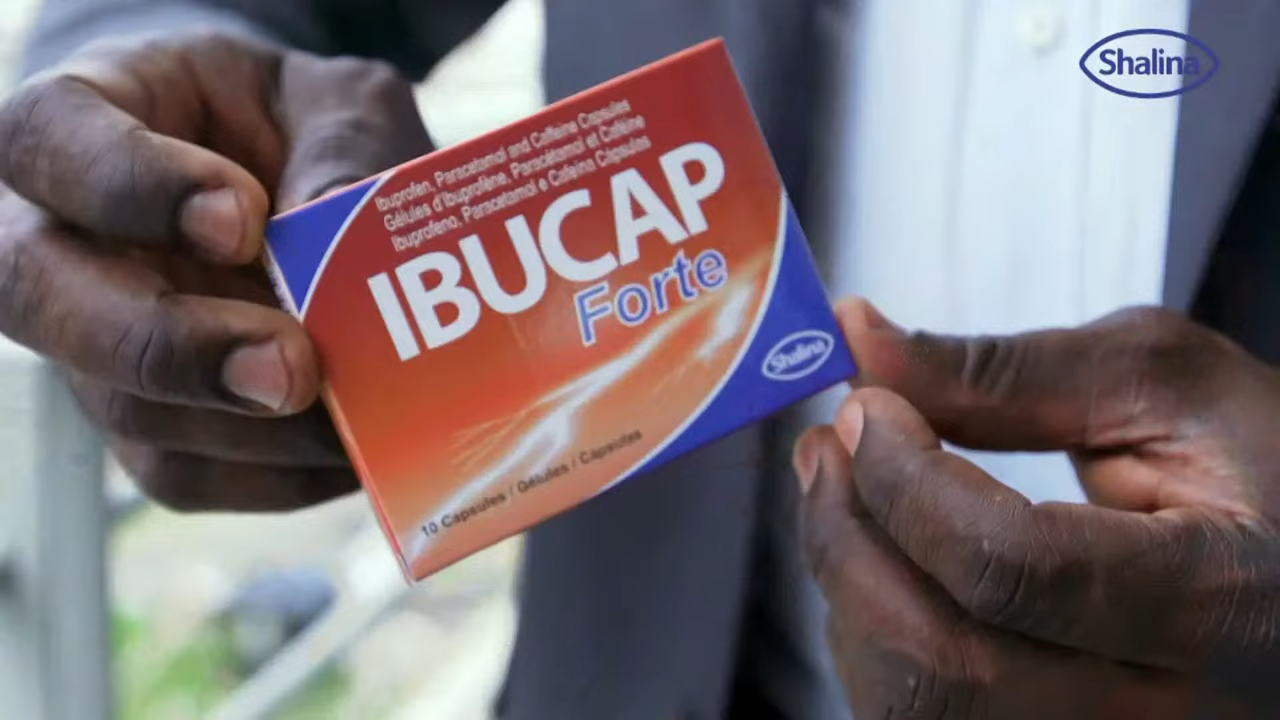 Shalina
Ibuprofen, Paracetamol and Caffeine Capsules
Gélules d'Ibuprofène, Paracétamol et Caféine
Ibuprofeno, Paracetamol e Cafeina Cápsulas
IBUCAP
Forte
Shalina
10 Capsules / Gélules / Cápsulas